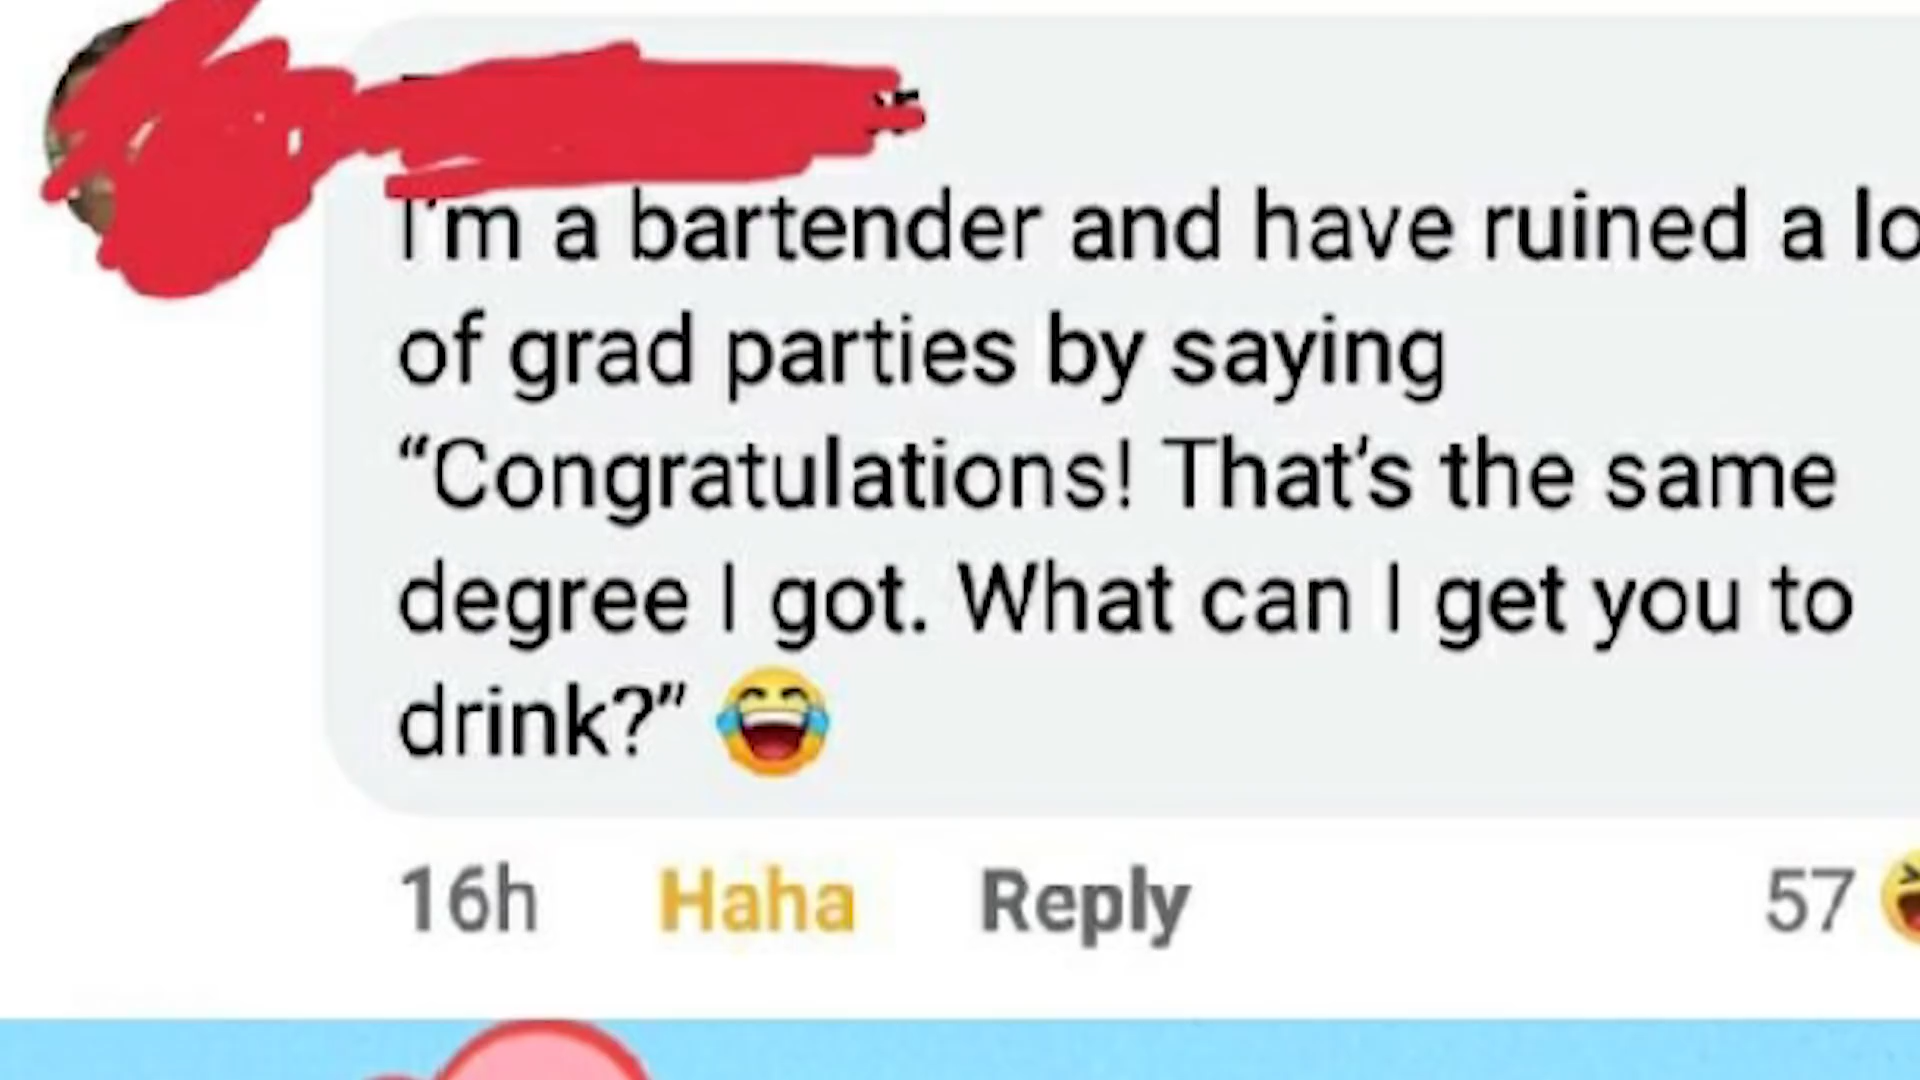 I'm a bartender and have ruined a lo
of grad parties by saying
“Congratulations! That's the same
degree I got. What can I get you to
drink?” 😂
16h Haha Reply 57